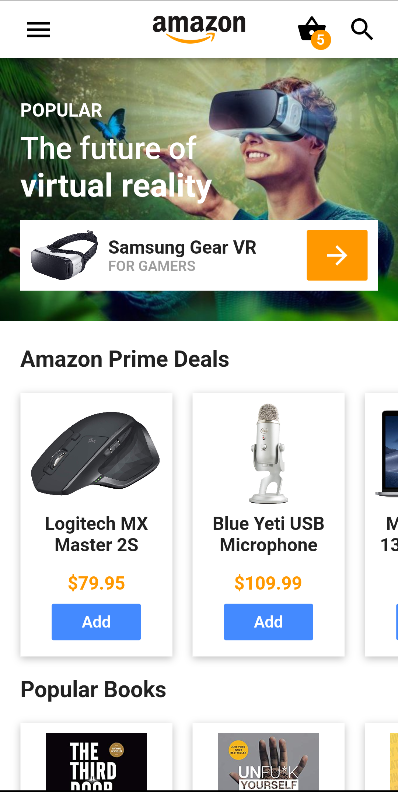 amazon
5
POPULAR
The future of
virtual reality
Samsung Gear VR
FOR GAMERS
Amazon Prime Deals
Logitech MX
Master 2S
$79.95
Add
Blue Yeti USB
Microphone
$109.99
Add
M
13
Popular Books
THE
THIRD
DOOR
UNFU*K
YOURSELF